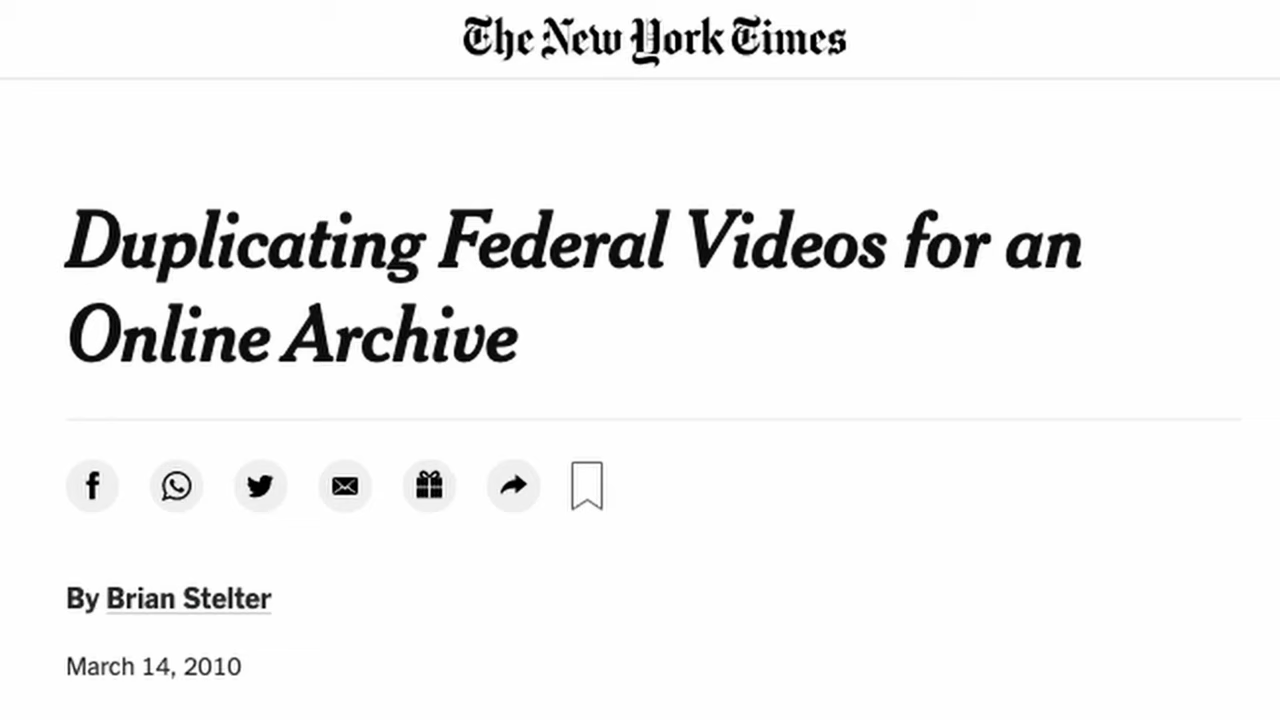 The New York Times
Duplicating Federal Videos for an
Online Archive
By Brian Stelter
March 14, 2010